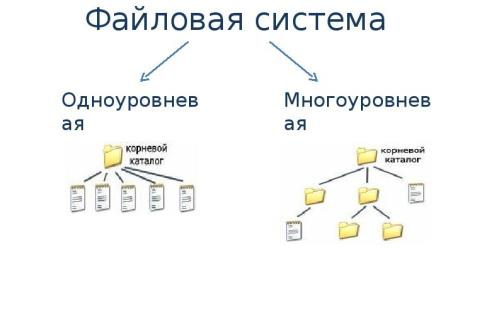 Файловая система
Одноуровнев
ая
Многоуровнев
ая
корневой
каталог
корневой
каталог